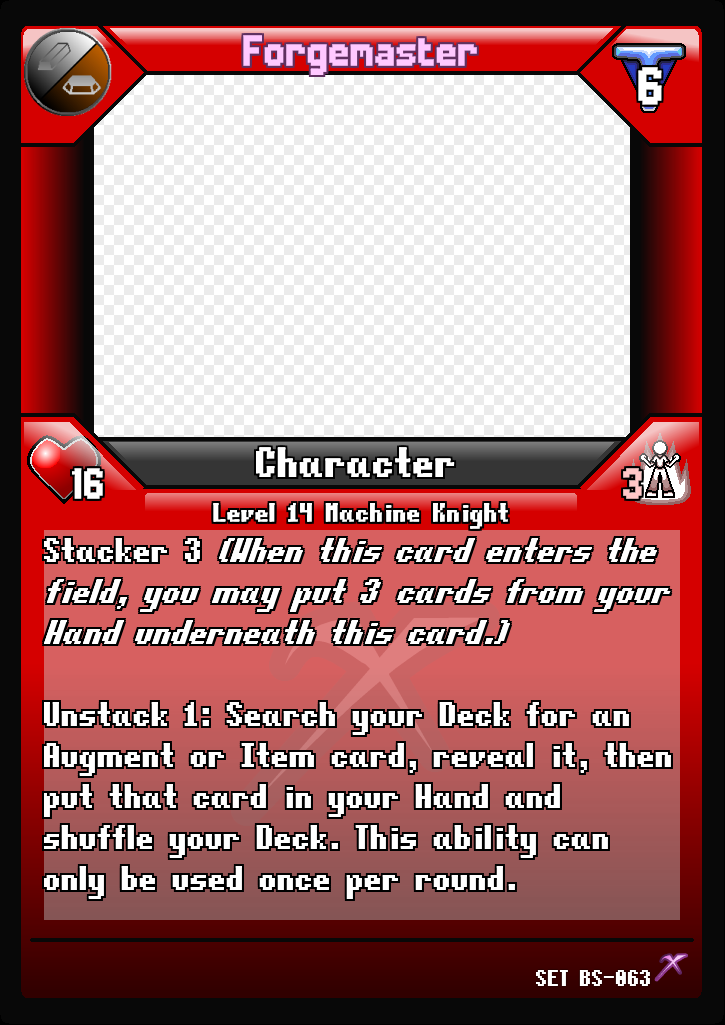 Forgemaster
6
Character
16
3
Level 14 Machine Knight
Stacker 3 (When this card enters the
field, you may put 3 cards from your
Hand underneath this card.)
Unstack 1: Search your Deck for an
Augment or Item card, reveal it, then
put that card in your Hand and
shuffle your Deck. This ability can
only be used once per round.
SET BS-063